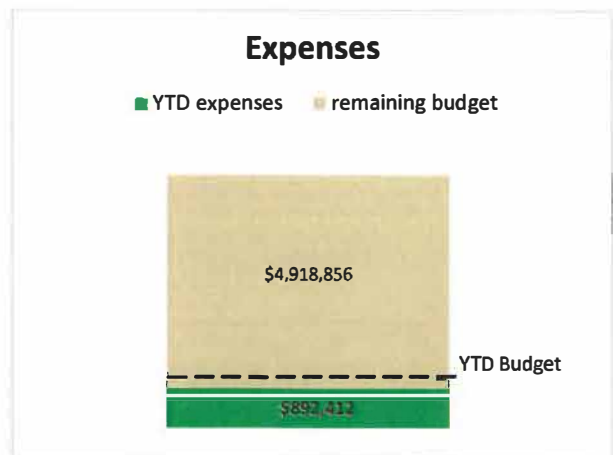 Expenses
YTD expenses remaining budget
$4,918,856
YTD Budget
$892,412